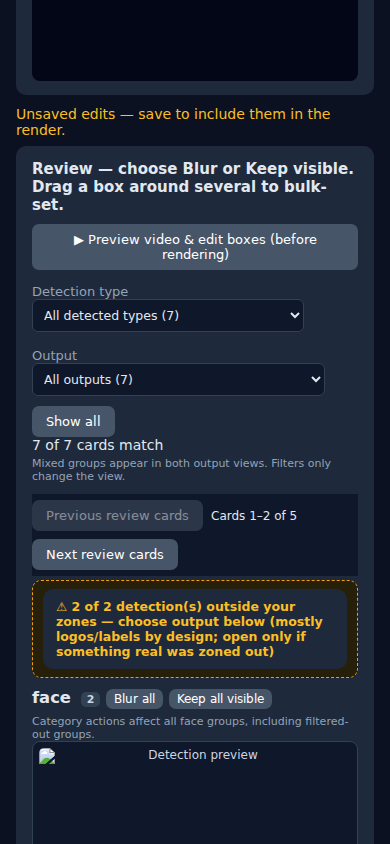 Unsaved edits — save to include them in the
render.
Review — choose Blur or Keep visible.
Drag a box around several to bulk-
set.
▶ Preview video & edit boxes (before
rendering)
Detection type
All detected types (7)
Output
All outputs (7)
Show all
7 of 7 cards match
Mixed groups appear in both output views. Filters only
change the view.
Previous review cards Cards 1–2 of 5
Next review cards
⚠ 2 of 2 detection(s) outside your
zones — choose output below (mostly
logos/labels by design; open only if
something real was zoned out)
face 2 Blur all Keep all visible
Category actions affect all face groups, including filtered-
out groups.
Detection preview